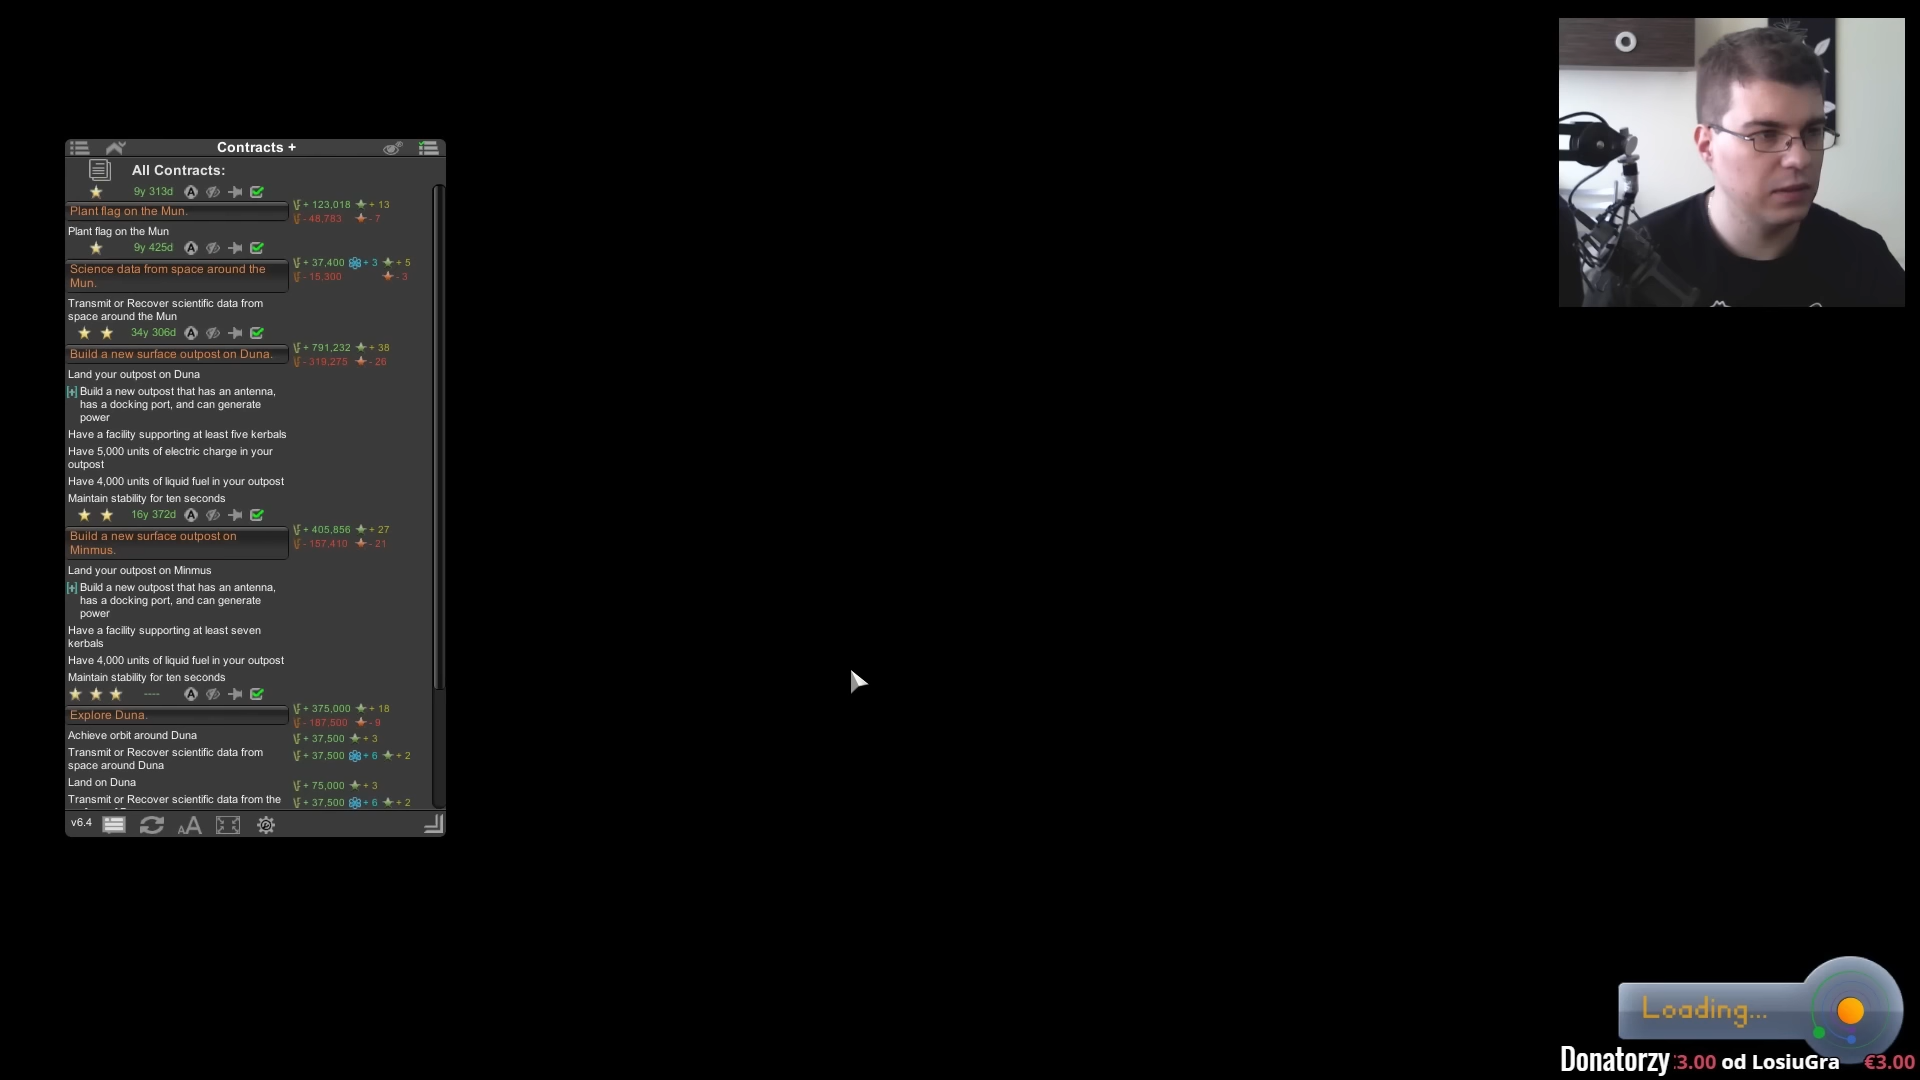 Contracts +
All Contracts:
9y 313d
Plant flag on the Mun.
+ 123,018 + 13
- 48,783 - 7
Plant flag on the Mun
9y 425d
Science data from space around the
Mun.
+ 37,400 + 3 + 5
- 15,300 - 3
Transmit or Recover scientific data from
space around the Mun
34y 306d
Build a new surface outpost on Duna.
+ 791,232 + 38
- 319,275 - 26
Land your outpost on Duna
[+] Build a new outpost that has an antenna,
has a docking port, and can generate
power
Have a facility supporting at least five kerbals
Have 5,000 units of electric charge in your
outpost
Have 4,000 units of liquid fuel in your outpost
Maintain stability for ten seconds
16y 372d
Build a new surface outpost on
Minmus.
+ 405,856 + 27
- 157,410 - 21
Land your outpost on Minmus
[+] Build a new outpost that has an antenna,
has a docking port, and can generate
power
Have a facility supporting at least seven
kerbals
Have 4,000 units of liquid fuel in your outpost
Maintain stability for ten seconds
----
Explore Duna.
+ 375,000 + 18
- 187,500 - 9
Achieve orbit around Duna
+ 37,500 + 3
Transmit or Recover scientific data from
space around Duna
+ 37,500 + 6 + 2
Land on Duna
+ 75,000 + 3
Transmit or Recover scientific data from the
+ 37,500 + 6 + 2
v6.4
AA
Loading...
Donatorzy 3.00 od LosiuGra €3.00